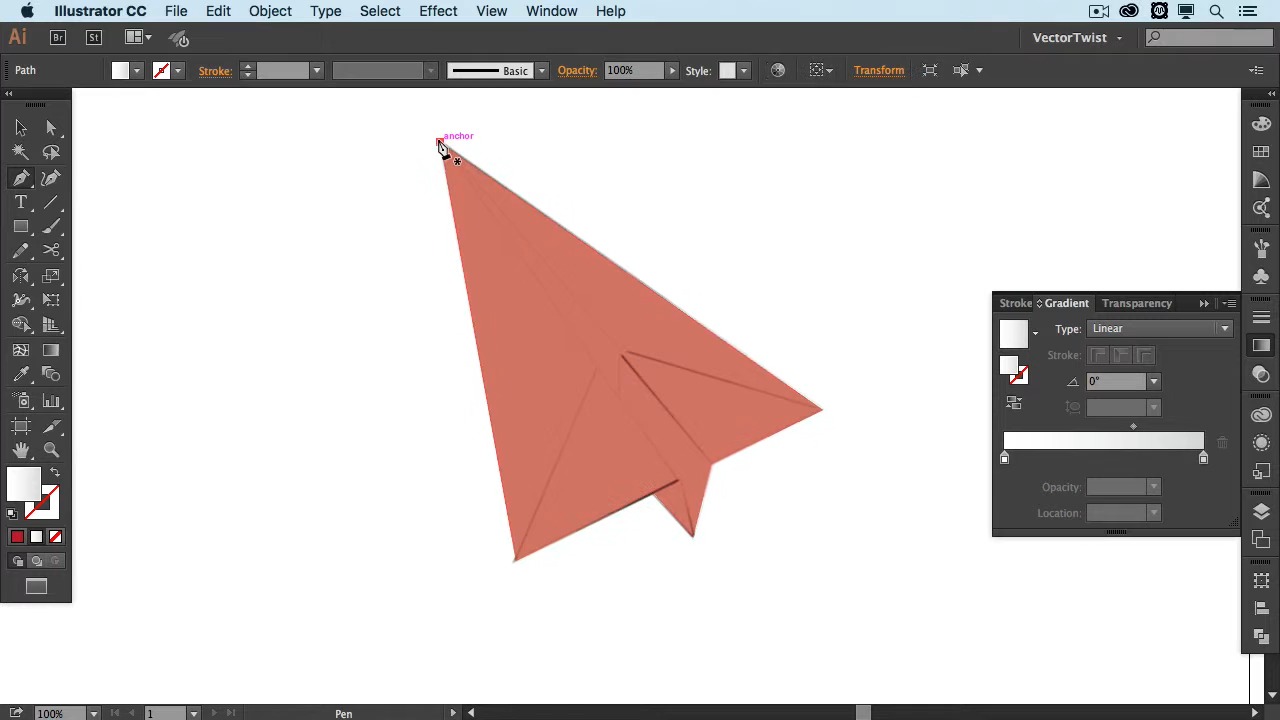 Illustrator CC File Edit Object Type Select Effect View Window Help
Ai Br St VectorTwist
Path Stroke: Basic Opacity: 100% Style: Transform
anchor
Stroke Gradient Transparency
Type: Linear
Stroke:
0°
Opacity:
Location:
100% 1 Pen